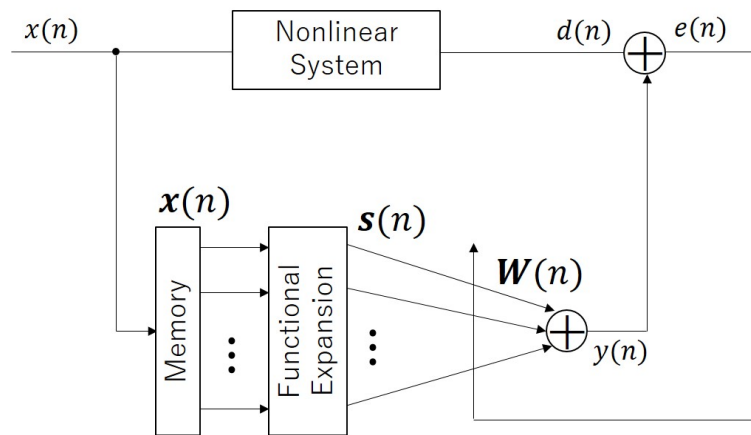 x(n)
Nonlinear
System
d(n)
e(n)
x(n)
s(n)
W(n)
Memory
Functional
Expansion
y(n)